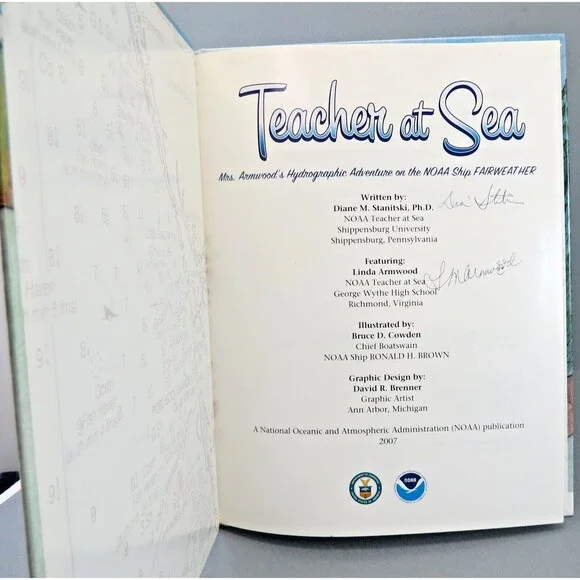 Teacher at Sea
Mrs. Armwood's Hydrographic Adventure on the NOAA Ship FAIRWEATHER
Written by:
Diane M. Stanitski, Ph.D.
NOAA Teacher at Sea
Shippensburg University
Shippensburg, Pennsylvania
Featuring:
Linda Armwood
NOAA Teacher at Sea
George Wythe High School
Richmond, Virginia
L M Armwood
Illustrated by:
Bruce D. Cowden
Chief Boatswain
NOAA Ship RONALD H. BROWN
Graphic Design by:
David R. Brenner
Graphic Artist
Ann Arbor, Michigan
A National Oceanic and Atmospheric Administration (NOAA) publication
2007
NOAA